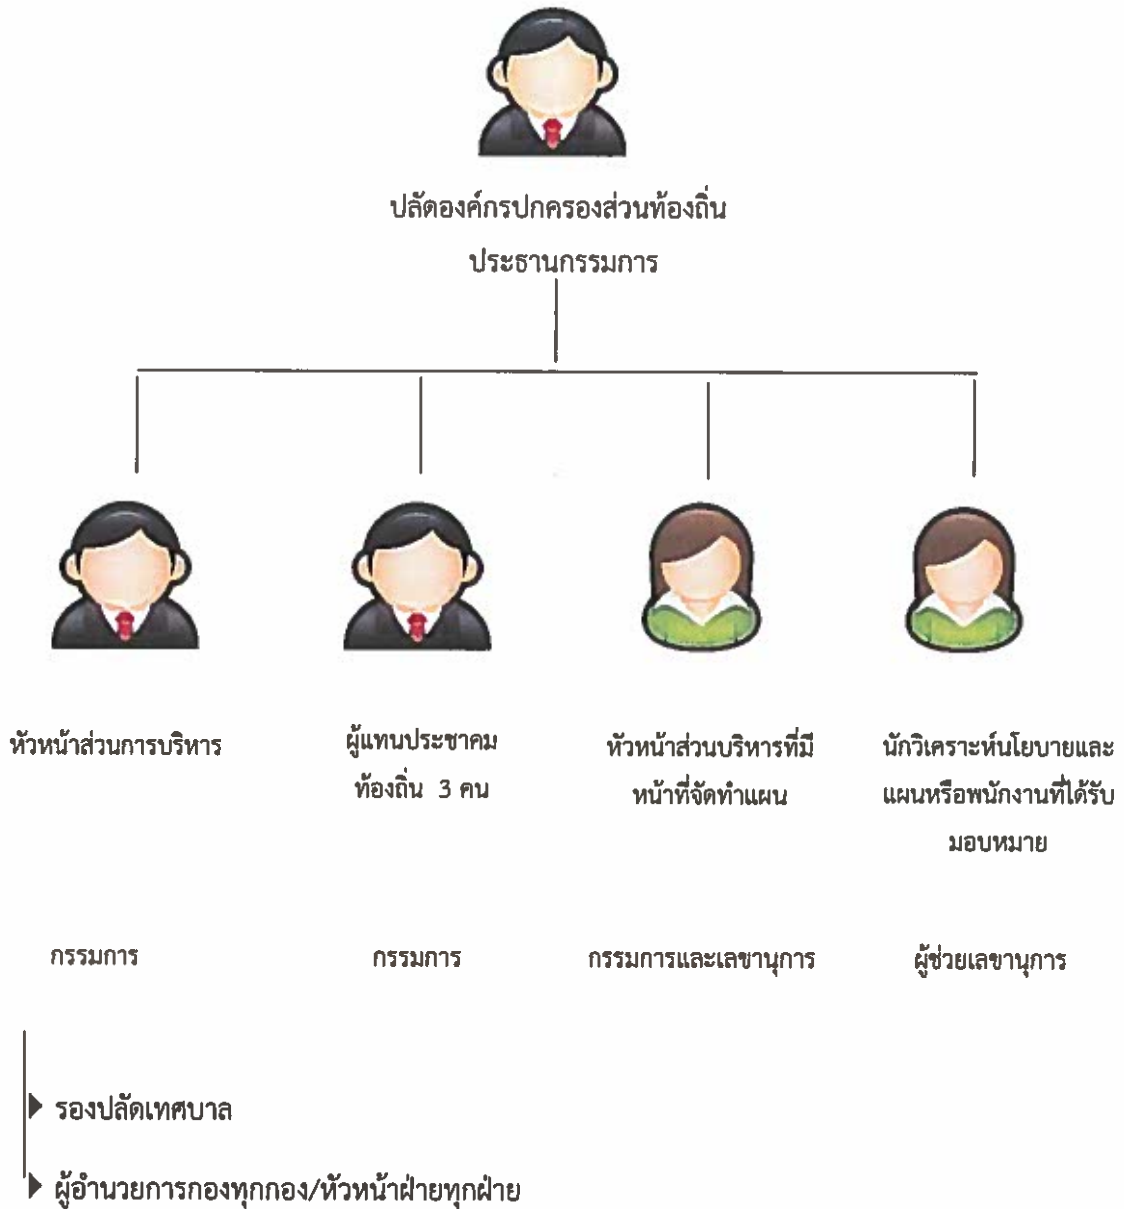 ปลัดองค์กรปกครองส่วนท้องถิ่น
ประธานกรรมการ
หัวหน้าส่วนการบริหาร
ผู้แทนประชาคม
ท้องถิ่น 3 คน
หัวหน้าส่วนบริหารที่มี
หน้าที่จัดทำแผน
นักวิเคราะห์นโยบายและ
แผนหรือพนักงานที่ได้รับ
มอบหมาย
กรรมการ
กรรมการ
กรรมการและเลขานุการ
ผู้ช่วยเลขานุการ
รองปลัดเทศบาล
ผู้อำนวยการกองทุกกอง/หัวหน้าฝ่ายทุกฝ่าย